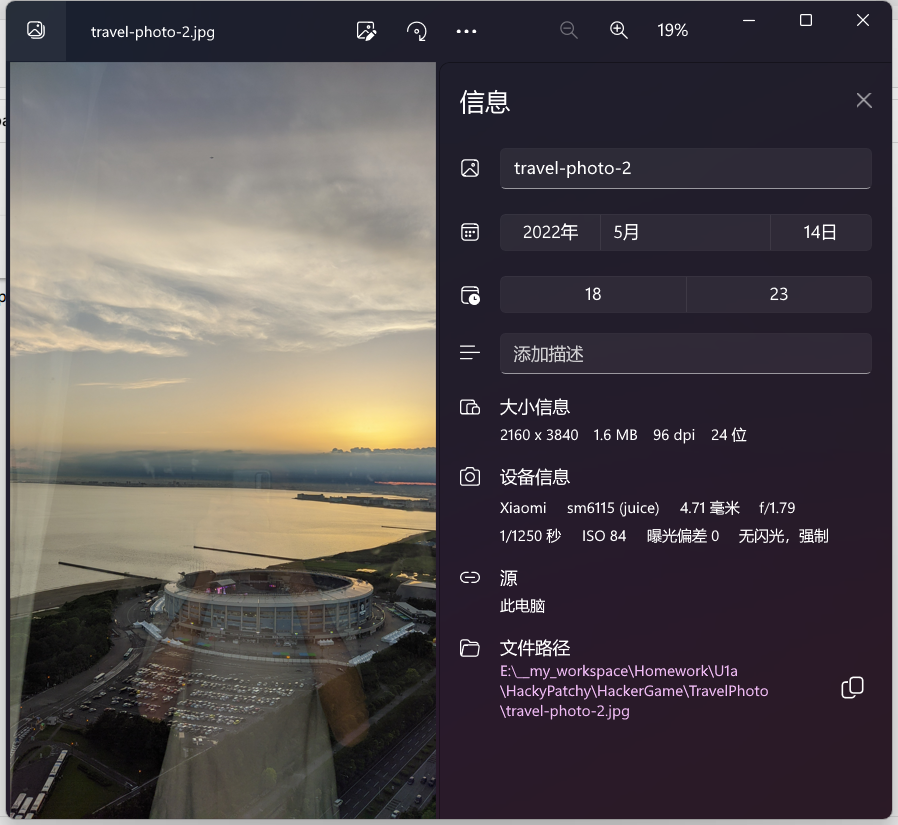 travel-photo-2.jpg
19%
信息
travel-photo-2
2022年 5月 14日
18 23
添加描述
大小信息
2160 x 3840 1.6 MB 96 dpi 24 位
设备信息
Xiaomi sm6115 (juice) 4.71 毫米 f/1.79
1/1250 秒 ISO 84 曝光偏差 0 无闪光，强制
源
此电脑
文件路径
E:\__my_workspace\Homework\U1a
\HackyPatchy\HackerGame\TravelPhoto
\travel-photo-2.jpg